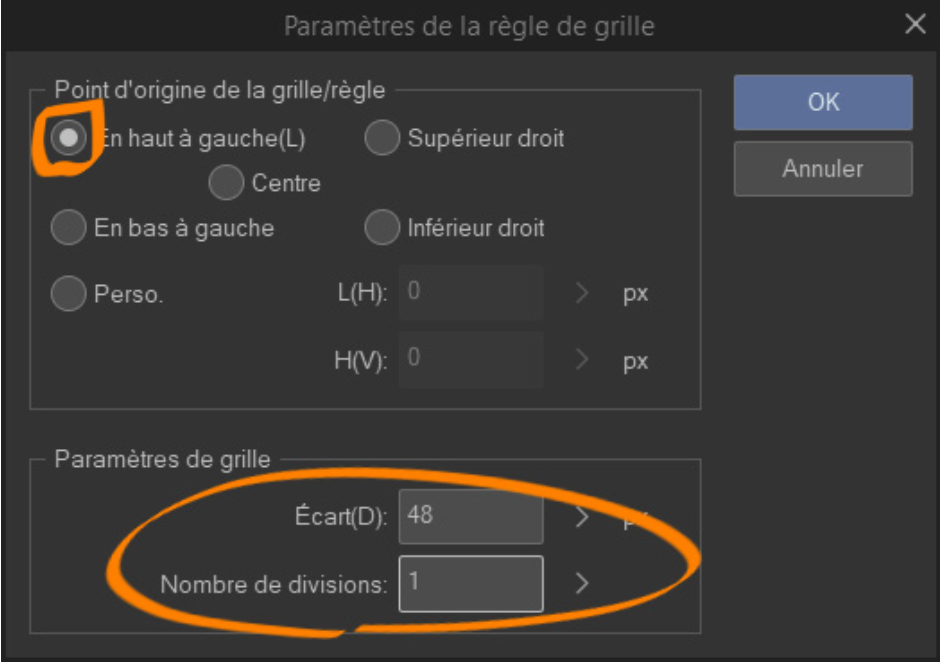 Paramètres de la règle de grille
Point d'origine de la grille/règle
OK
En haut à gauche(L) Supérieur droit
Annuler
Centre
En bas à gauche Inférieur droit
Perso. L(H): 0 px
H(V): 0 px
Paramètres de grille
Écart(D): 48 px
Nombre de divisions: 1